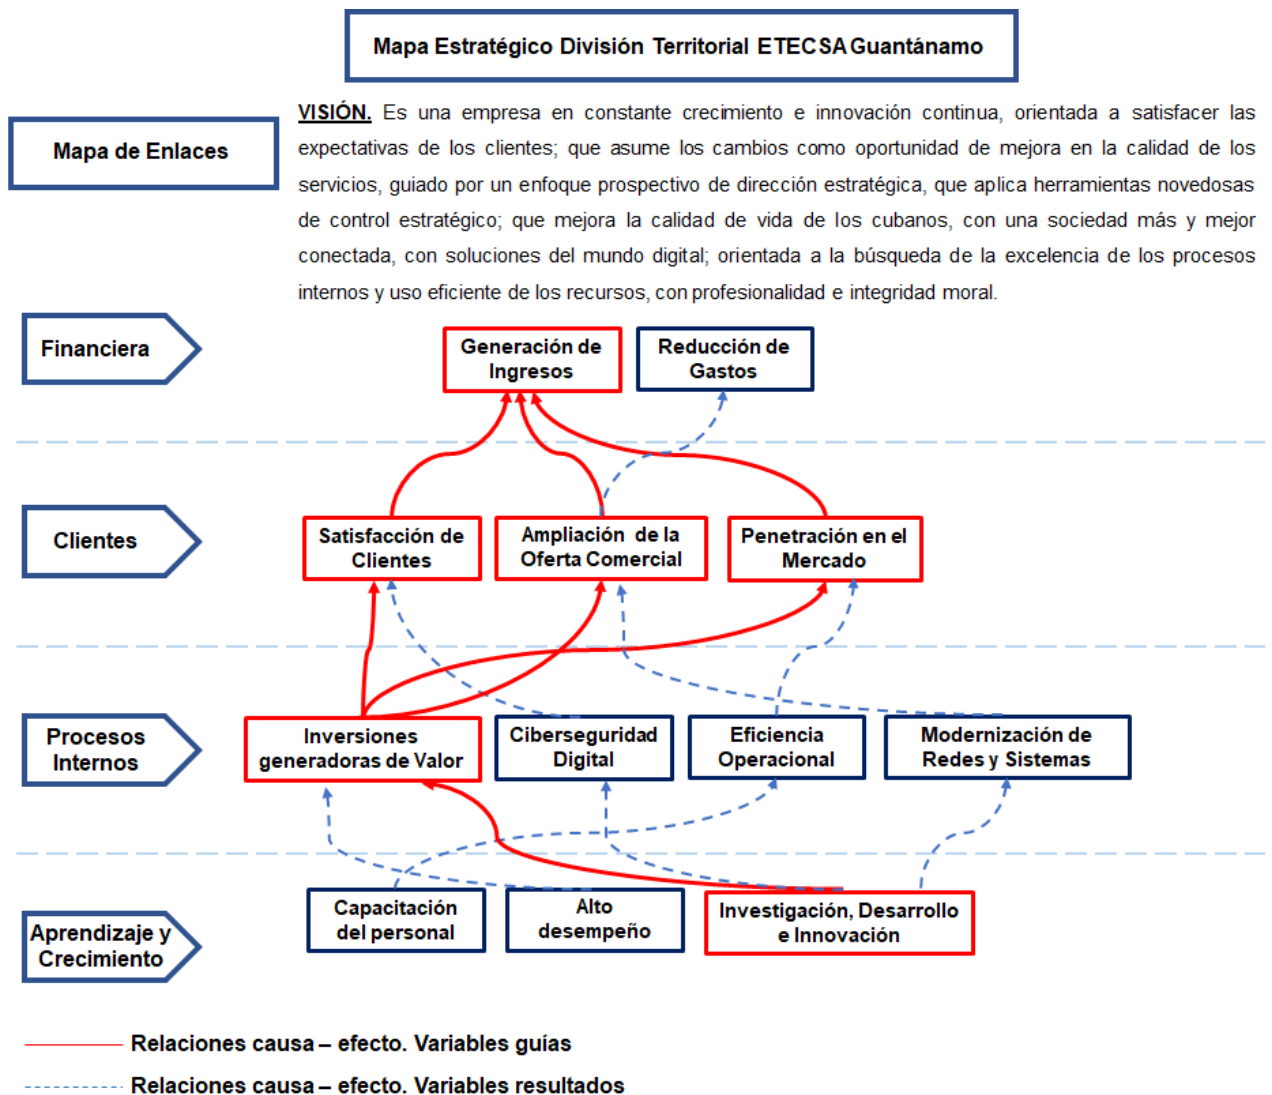 Mapa Estratégico División Territorial ETECSA Guantánamo
Mapa de Enlaces
VISIÓN. Es una empresa en constante crecimiento e innovación continua, orientada a satisfacer las
expectativas de los clientes; que asume los cambios como oportunidad de mejora en la calidad de los
servicios, guiado por un enfoque prospectivo de dirección estratégica, que aplica herramientas novedosas
de control estratégico; que mejora la calidad de vida de los cubanos, con una sociedad más y mejor
conectada, con soluciones del mundo digital; orientada a la búsqueda de la excelencia de los procesos
internos y uso eficiente de los recursos, con profesionalidad e integridad moral.
Financiera
Generación de
Ingresos
Reducción de
Gastos
Clientes
Satisfacción de
Clientes
Ampliación de la
Oferta Comercial
Penetración en el
Mercado
Procesos
Internos
Inversiones
generadoras de Valor
Ciberseguridad
Digital
Eficiencia
Operacional
Modernización de
Redes y Sistemas
Aprendizaje y
Crecimiento
Capacitación
del personal
Alto
desempeño
Investigación, Desarrollo
e Innovación
Relaciones causa – efecto. Variables guías
Relaciones causa – efecto. Variables resultados